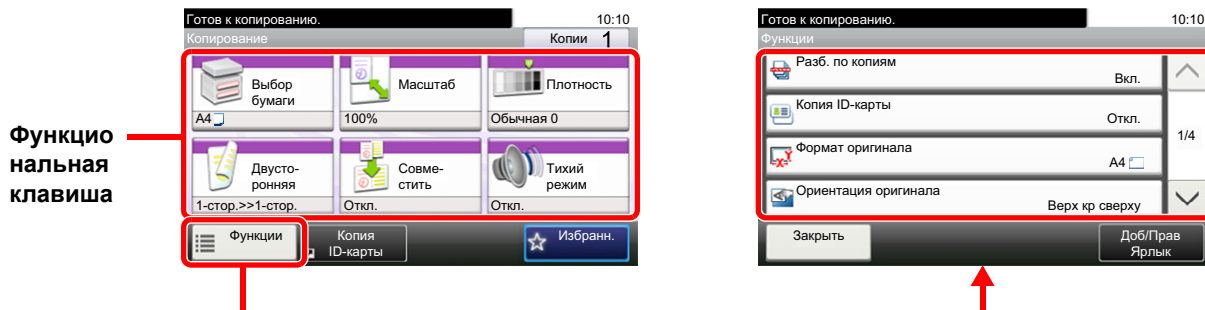 Функцио
нальная
клавиша
Готов к копированию. 10:10
Копирование Копии 1
Выбор
бумаги
A4
Масштаб
100%
Плотность
Обычная 0
Двусто-
ронняя
1-стор.>>1-стор.
Совме-
стить
Откл.
Тихий
режим
Откл.
Функции
Копия
ID-карты
Избранн.
Готов к копированию. 10:10
Функции
Разб. по копиям
Вкл.
Копия ID-карты
Откл.
1/4
Формат оригинала
A4
Ориентация оригинала
Верх кр сверху
Закрыть
Доб/Прав
Ярлык